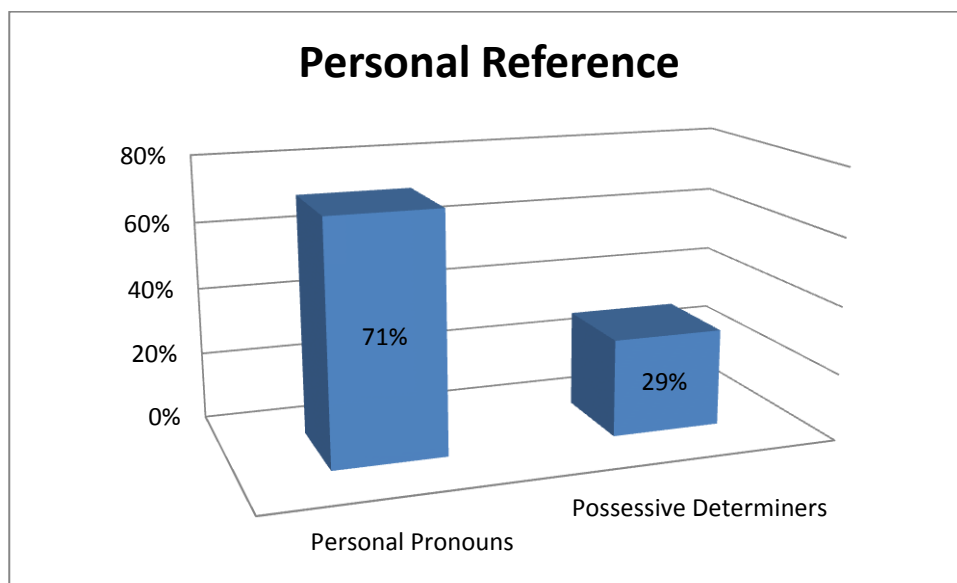 Personal Reference
80%
60%
40%
20%
0%
71%
29%
Personal Pronouns
Possessive Determiners